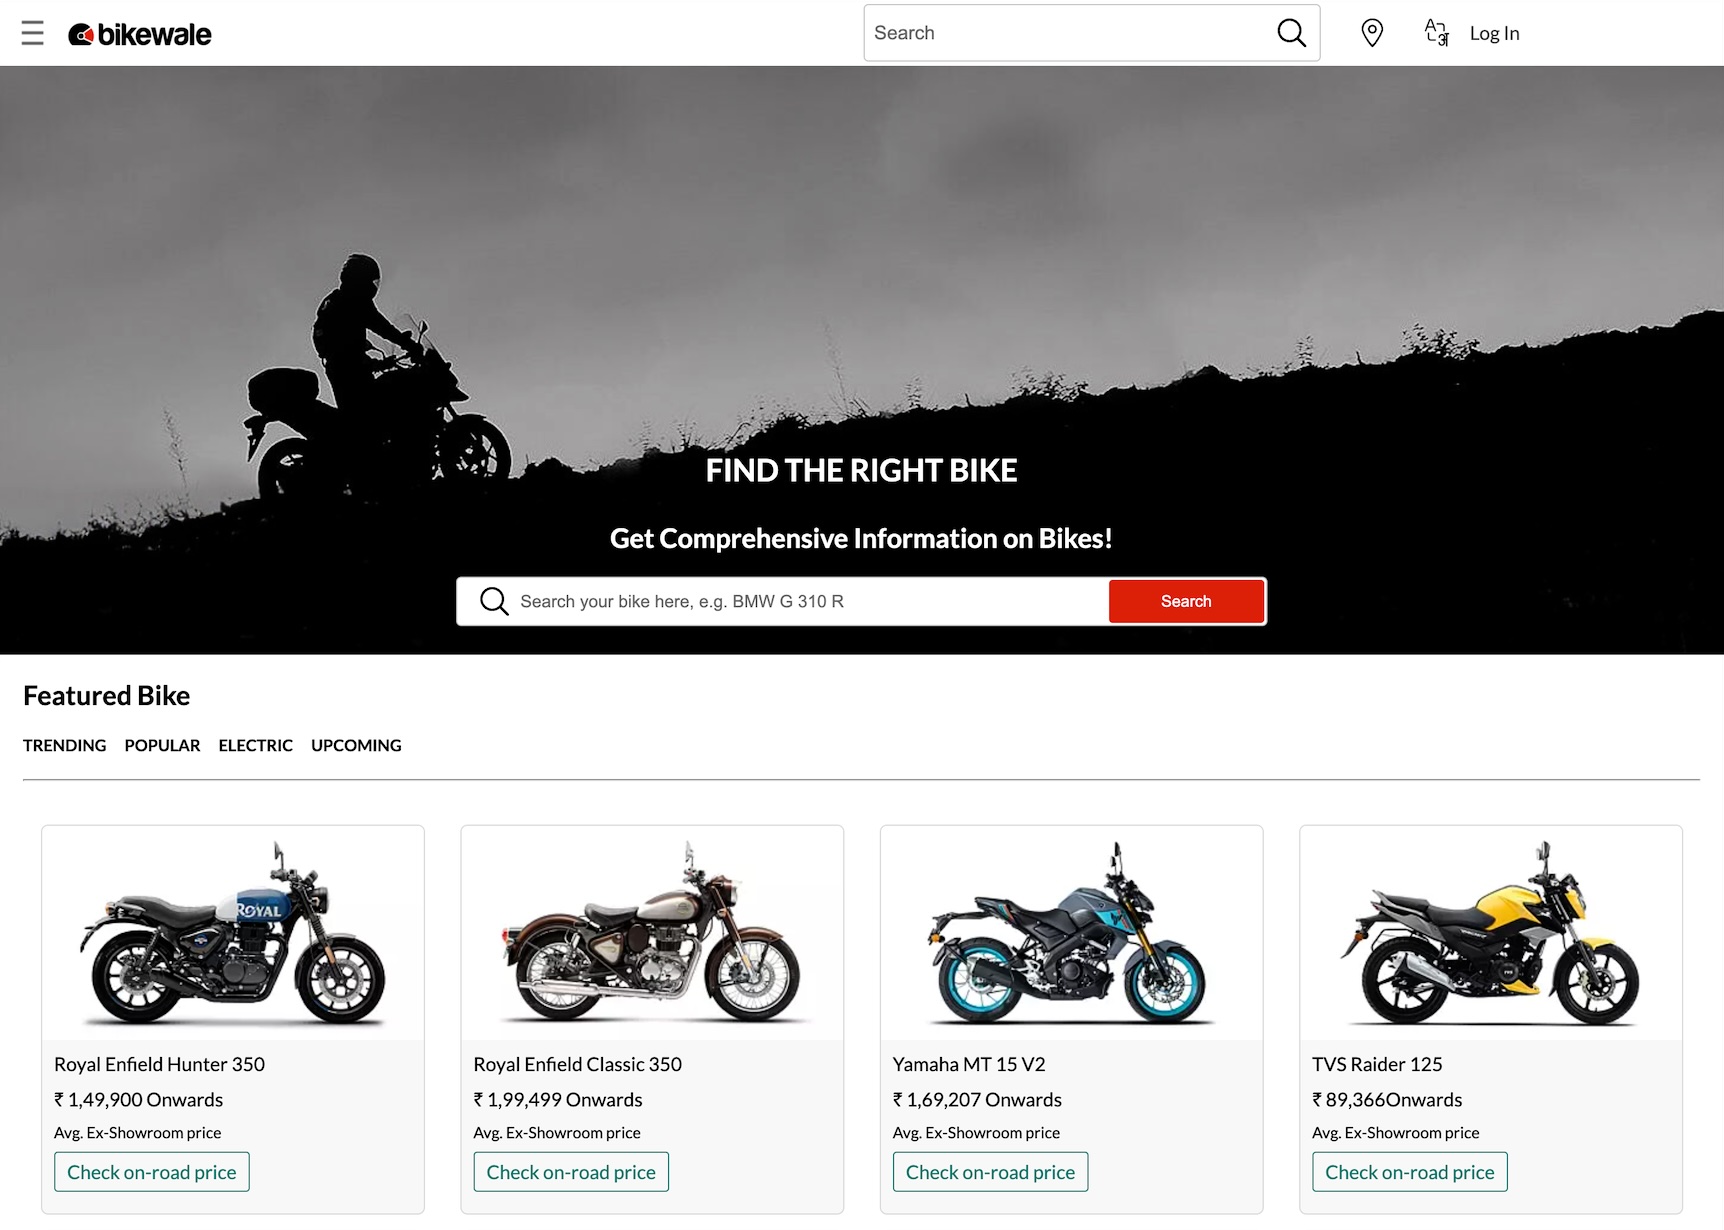 bikewale
Search
Log In
FIND THE RIGHT BIKE
Get Comprehensive Information on Bikes!
Search your bike here, e.g. BMW G 310 R
Search
Featured Bike
TRENDING POPULAR ELECTRIC UPCOMING
ROYAL
Royal Enfield Hunter 350
₹ 1,49,900 Onwards
Avg. Ex-Showroom price
Check on-road price
Royal Enfield Classic 350
₹ 1,99,499 Onwards
Avg. Ex-Showroom price
Check on-road price
Yamaha MT 15 V2
₹ 1,69,207 Onwards
Avg. Ex-Showroom price
Check on-road price
TVS Raider 125
₹ 89,366Onwards
Avg. Ex-Showroom price
Check on-road price